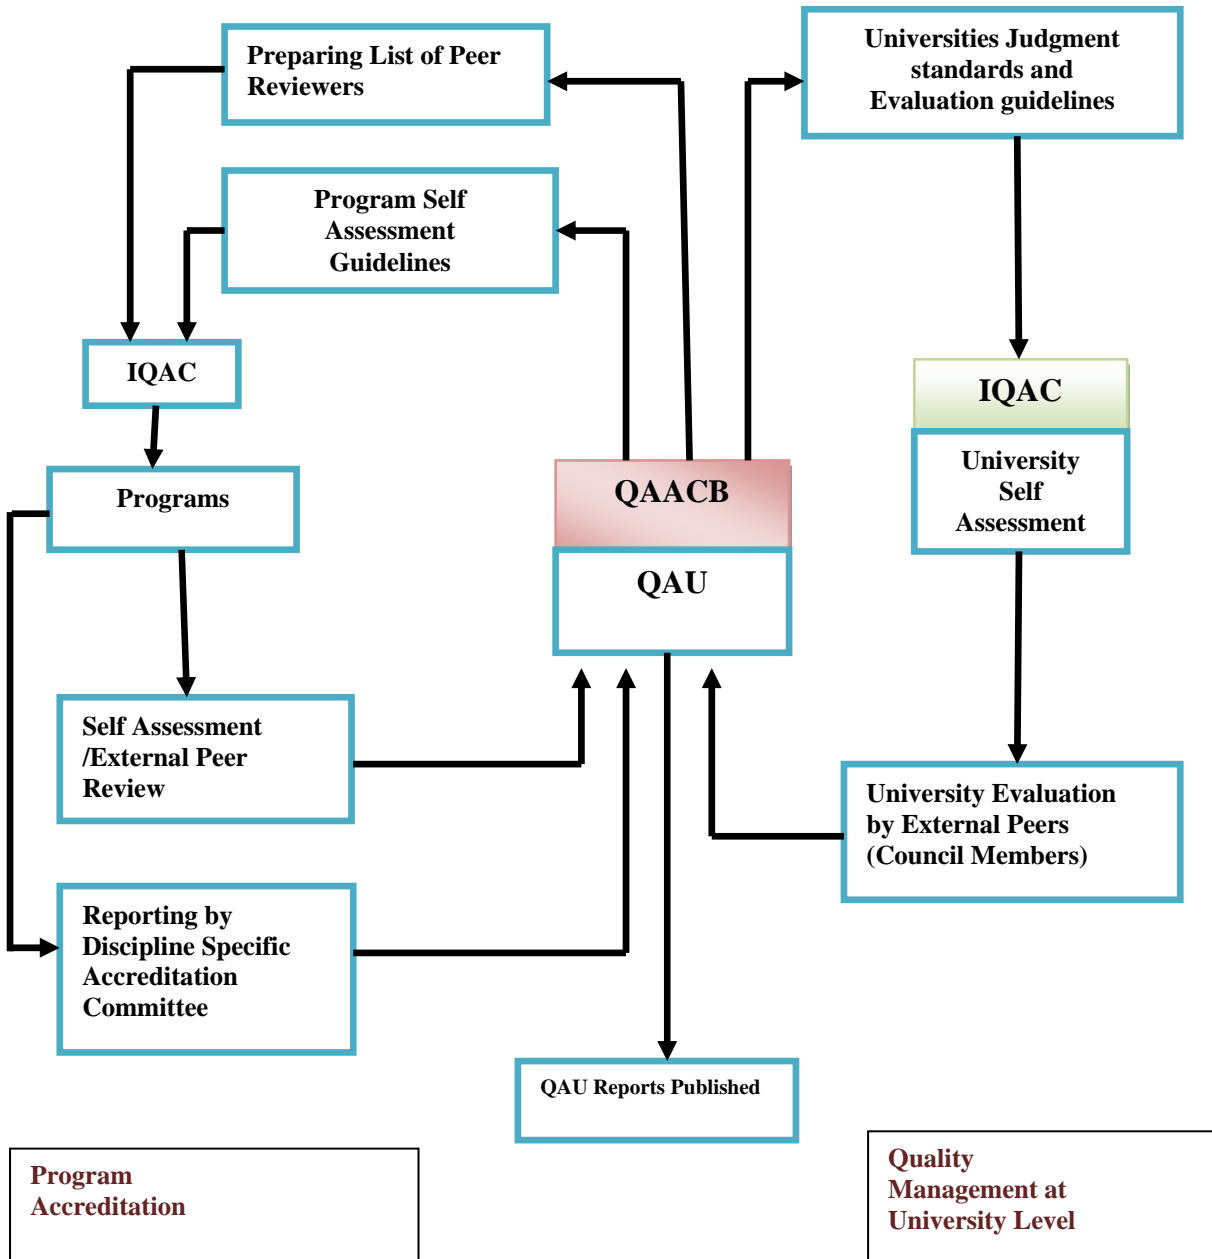 Preparing List of Peer
Reviewers
Universities Judgment
standards and
Evaluation guidelines
Program Self
Assessment
Guidelines
IQAC
IQAC
University
Self
Assessment
Programs
QAACB
QAU
Self Assessment
/External Peer
Review
University Evaluation
by External Peers
(Council Members)
Reporting by
Discipline Specific
Accreditation
Committee
QAU Reports Published
Program
Accreditation
Quality
Management at
University Level